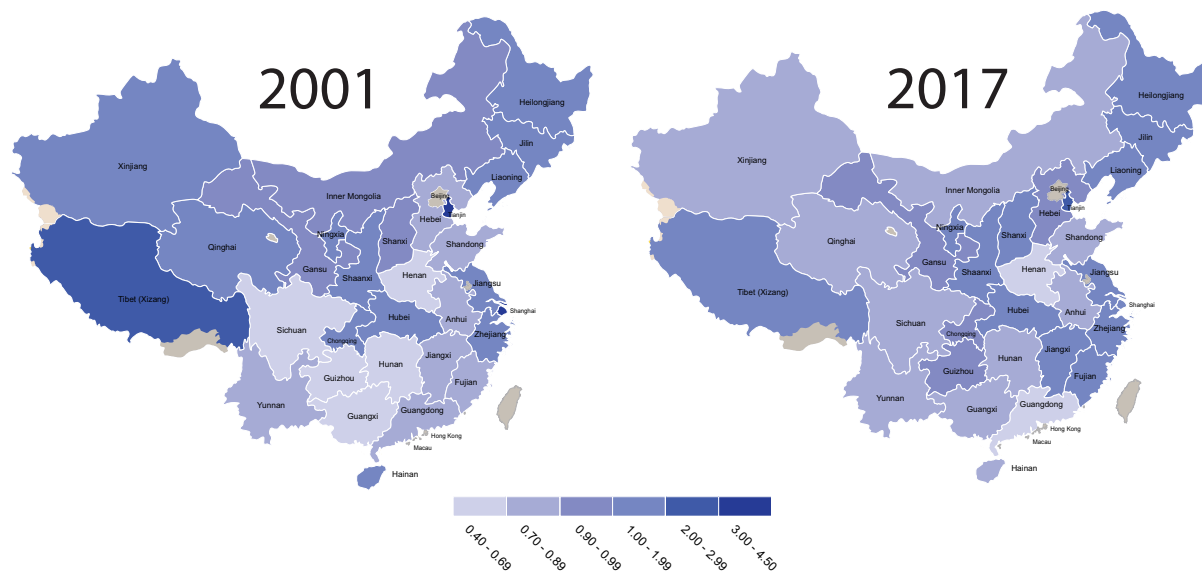 2001
Heilongjiang
Jilin
Liaoning
Xinjiang
Inner Mongolia
Beijing
Tianjin
Hebei
Ningxia
Shanxi
Shandong
Qinghai
Gansu
Shaanxi
Henan
Jiangsu
Tibet (Xizang)
Shanghai
Sichuan
Hubei
Anhui
Chongqing
Zhejiang
Jiangxi
Hunan
Guizhou
Fujian
Yunnan
Guangxi
Guangdong
Hong Kong
Macau
Hainan
2017
Heilongjiang
Jilin
Liaoning
Xinjiang
Inner Mongolia
Beijing
Tianjin
Hebei
Ningxia
Shanxi
Shandong
Qinghai
Gansu
Shaanxi
Henan
Jiangsu
Tibet (Xizang)
Shanghai
Sichuan
Hubei
Anhui
Chongqing
Zhejiang
Jiangxi
Hunan
Guizhou
Fujian
Yunnan
Guangxi
Guangdong
Hong Kong
Macau
Hainan
0.40 - 0.69
0.70 - 0.89
0.90 - 0.99
1.00 - 1.99
2.00 - 2.99
3.00 - 4.50